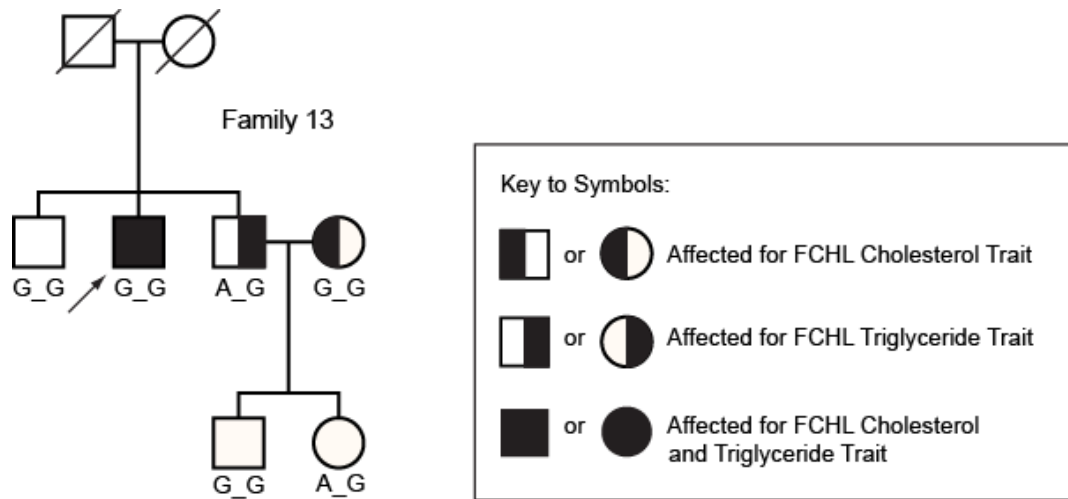 Family 13
G_G G_G A_G G_G
G_G A_G
Key to Symbols:
or Affected for FCHL Cholesterol Trait
or Affected for FCHL Triglyceride Trait
or Affected for FCHL Cholesterol
and Triglyceride Trait